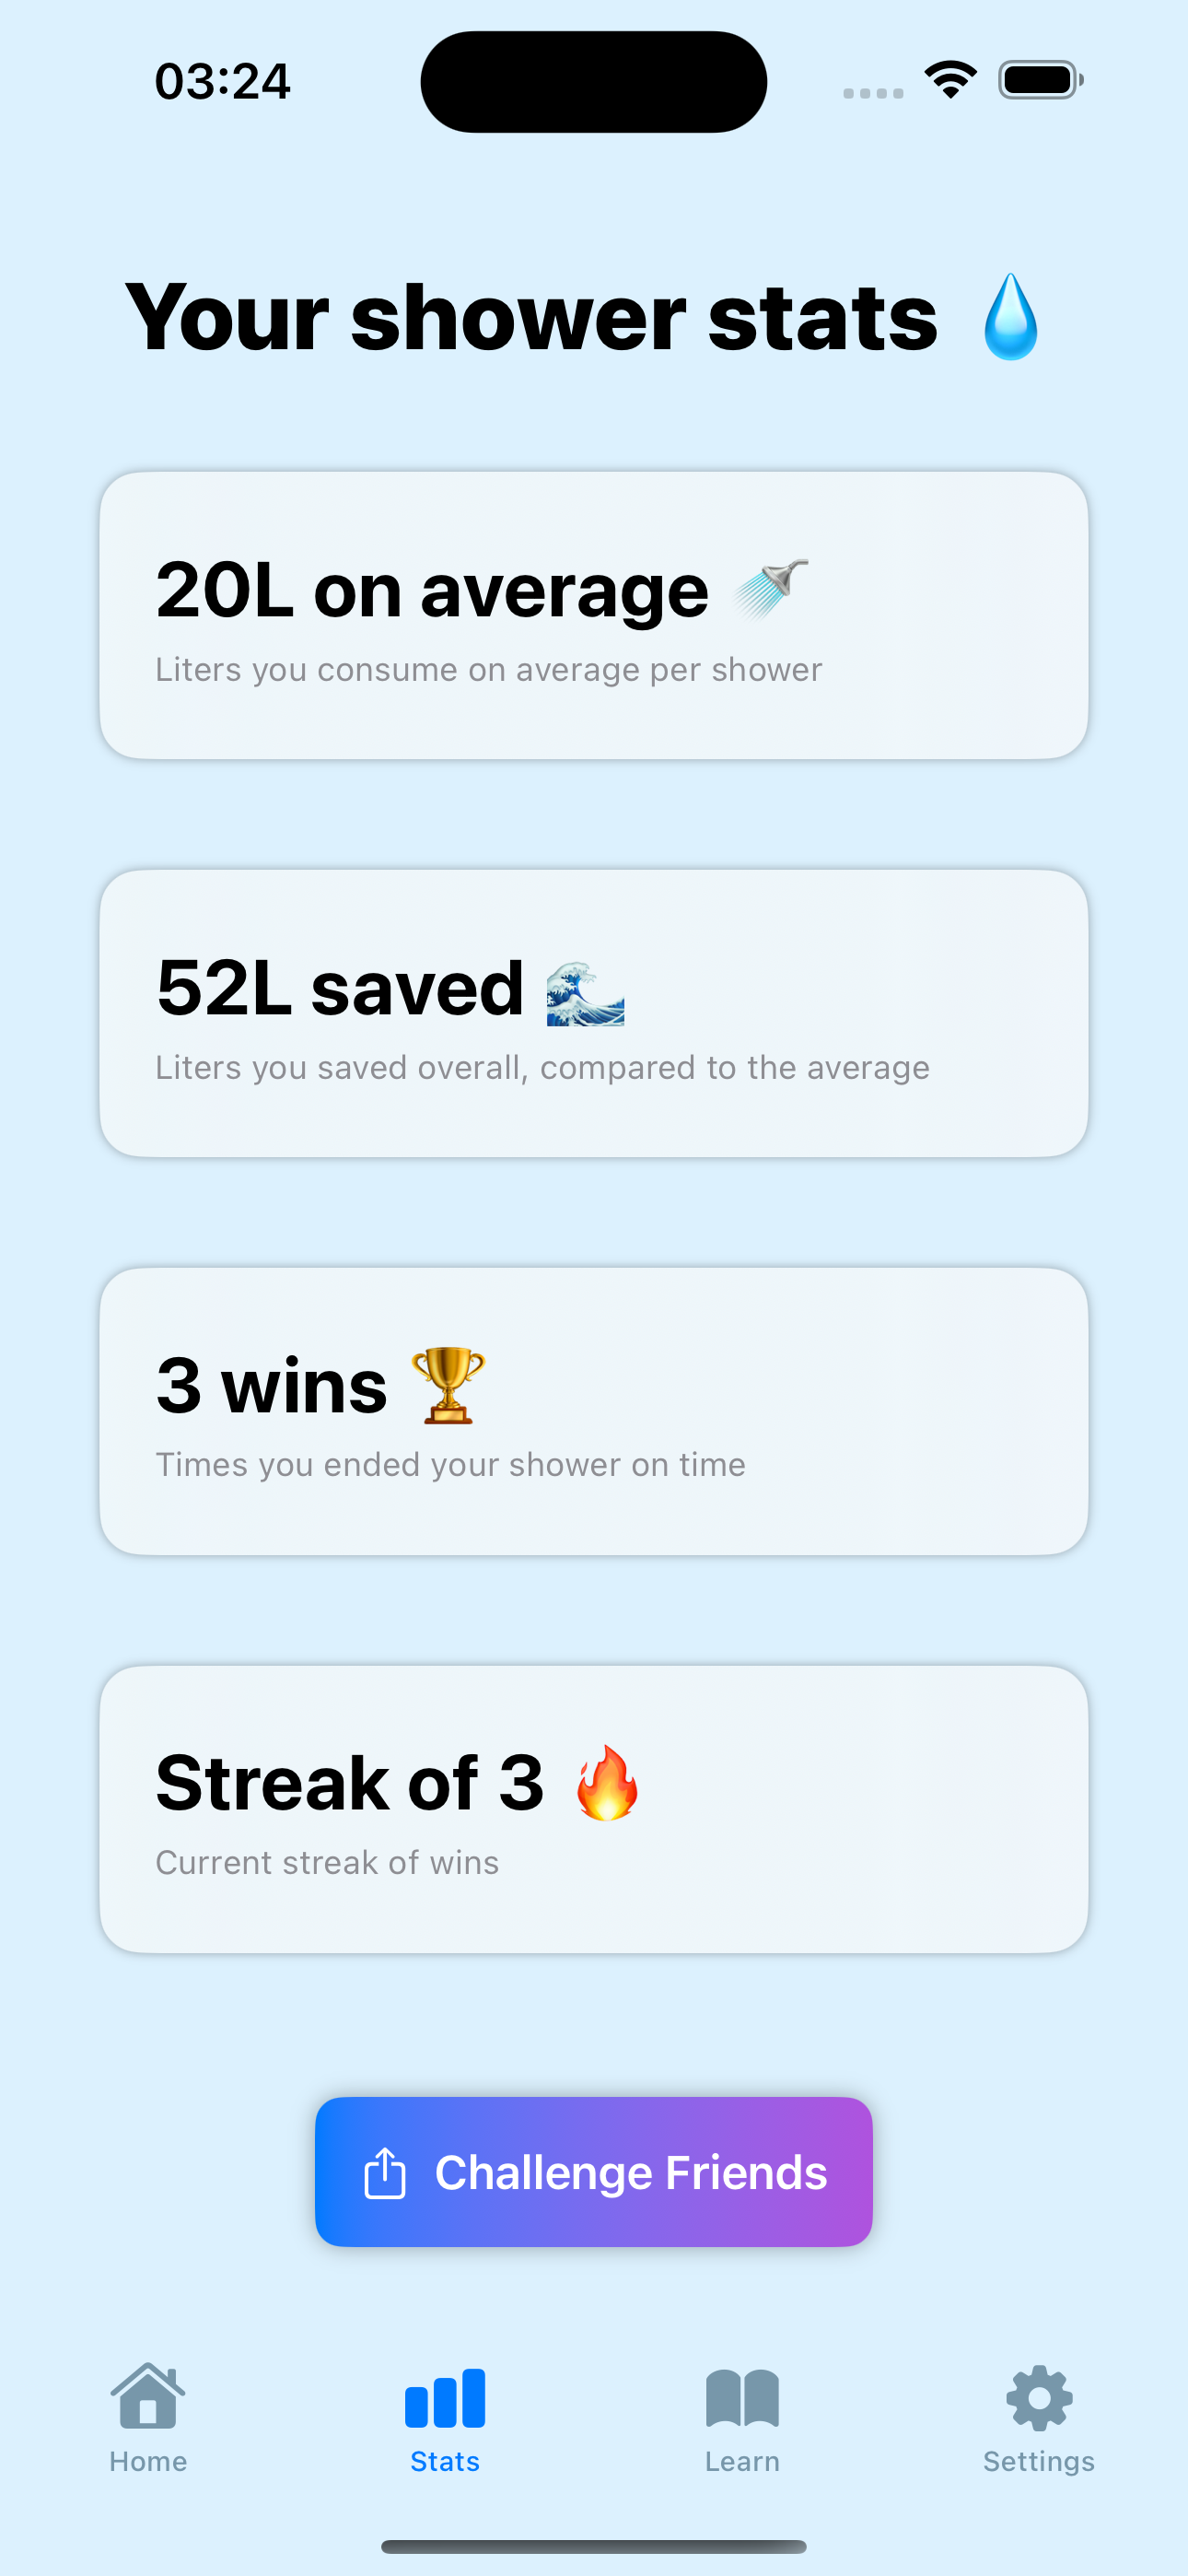 03:24
Your shower stats 💧
20L on average 🚿
Liters you consume on average per shower
52L saved 🌊
Liters you saved overall, compared to the average
3 wins 🏆
Times you ended your shower on time
Streak of 3 🔥
Current streak of wins
Challenge Friends
Home Stats Learn Settings